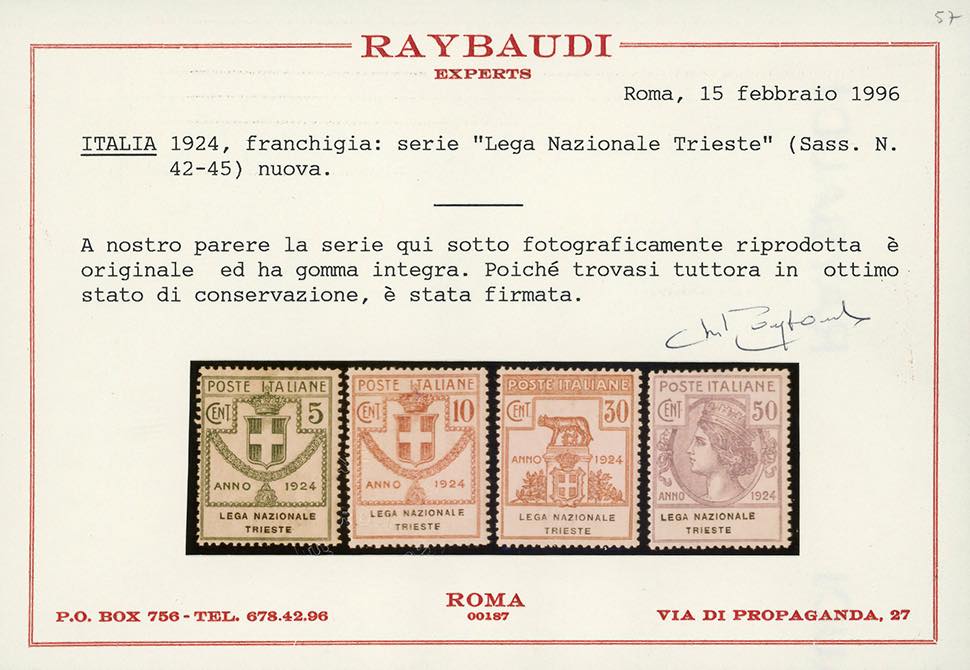 57
RAYBAUDI
EXPERTS
Roma, 15 febbraio 1996
ITALIA 1924, franchigia: serie "Lega Nazionale Trieste" (Sass. N.
42-45) nuova.
A nostro parere la serie qui sotto fotograficamente riprodotta è
originale ed ha gomma integra. Poiché trovasi tuttora in ottimo
stato di conservazione, è stata firmata.
POSTE ITALIANE
CENT 5
ANNO 1924
LEGA NAZIONALE
TRIESTE
POSTE ITALIANE
CENT 10
ANNO 1924
LEGA NAZIONALE
TRIESTE
POSTE ITALIANE
CENT. 30
ANNO 1924
LEGA NAZIONALE
TRIESTE
POSTE ITALIANE
CENT 50
ANNO 1924
LEGA NAZIONALE
TRIESTE
P.O. BOX 756 - TEL. 678.42.96
ROMA
00187
VIA DI PROPAGANDA, 27